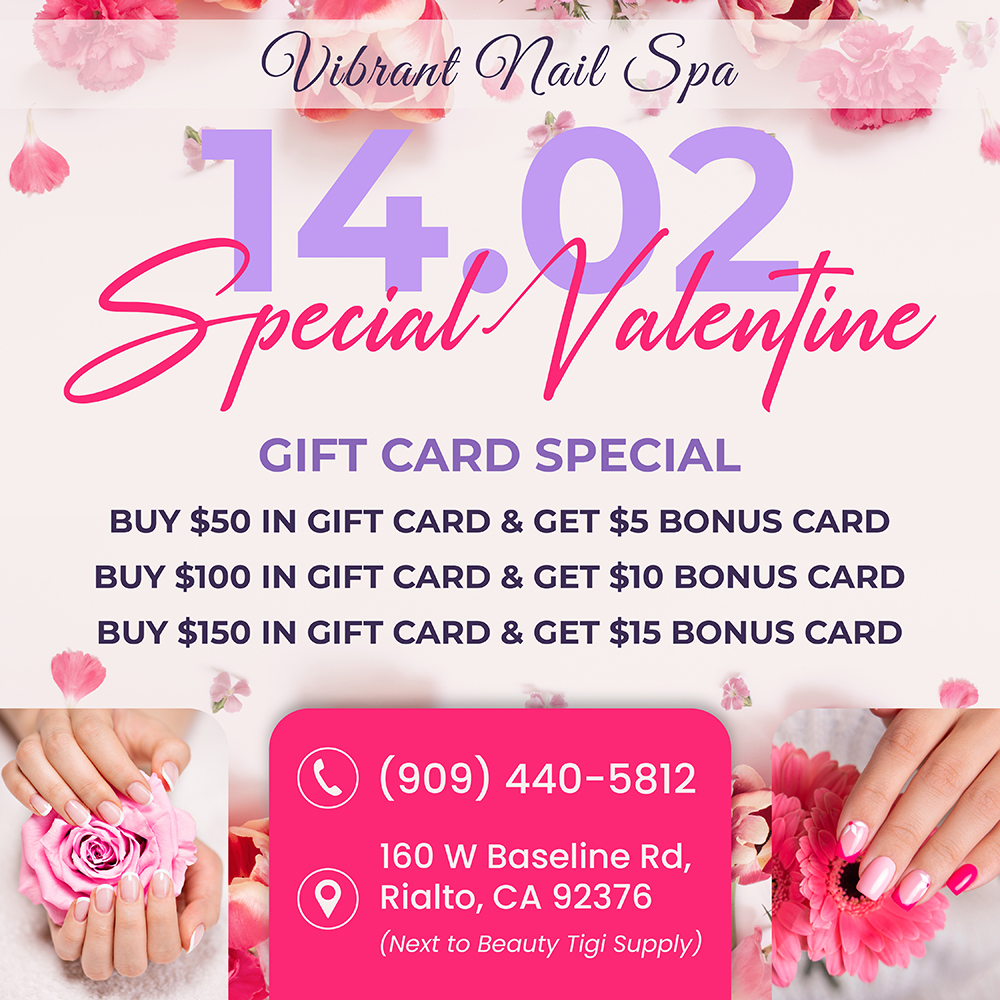 Vibrant Nail Spa
14.02
Special Valentine
GIFT CARD SPECIAL
BUY $50 IN GIFT CARD & GET $5 BONUS CARD
BUY $100 IN GIFT CARD & GET $10 BONUS CARD
BUY $150 IN GIFT CARD & GET $15 BONUS CARD
(909) 440-5812
160 W Baseline Rd,
Rialto, CA 92376
(Next to Beauty Tigi Supply)